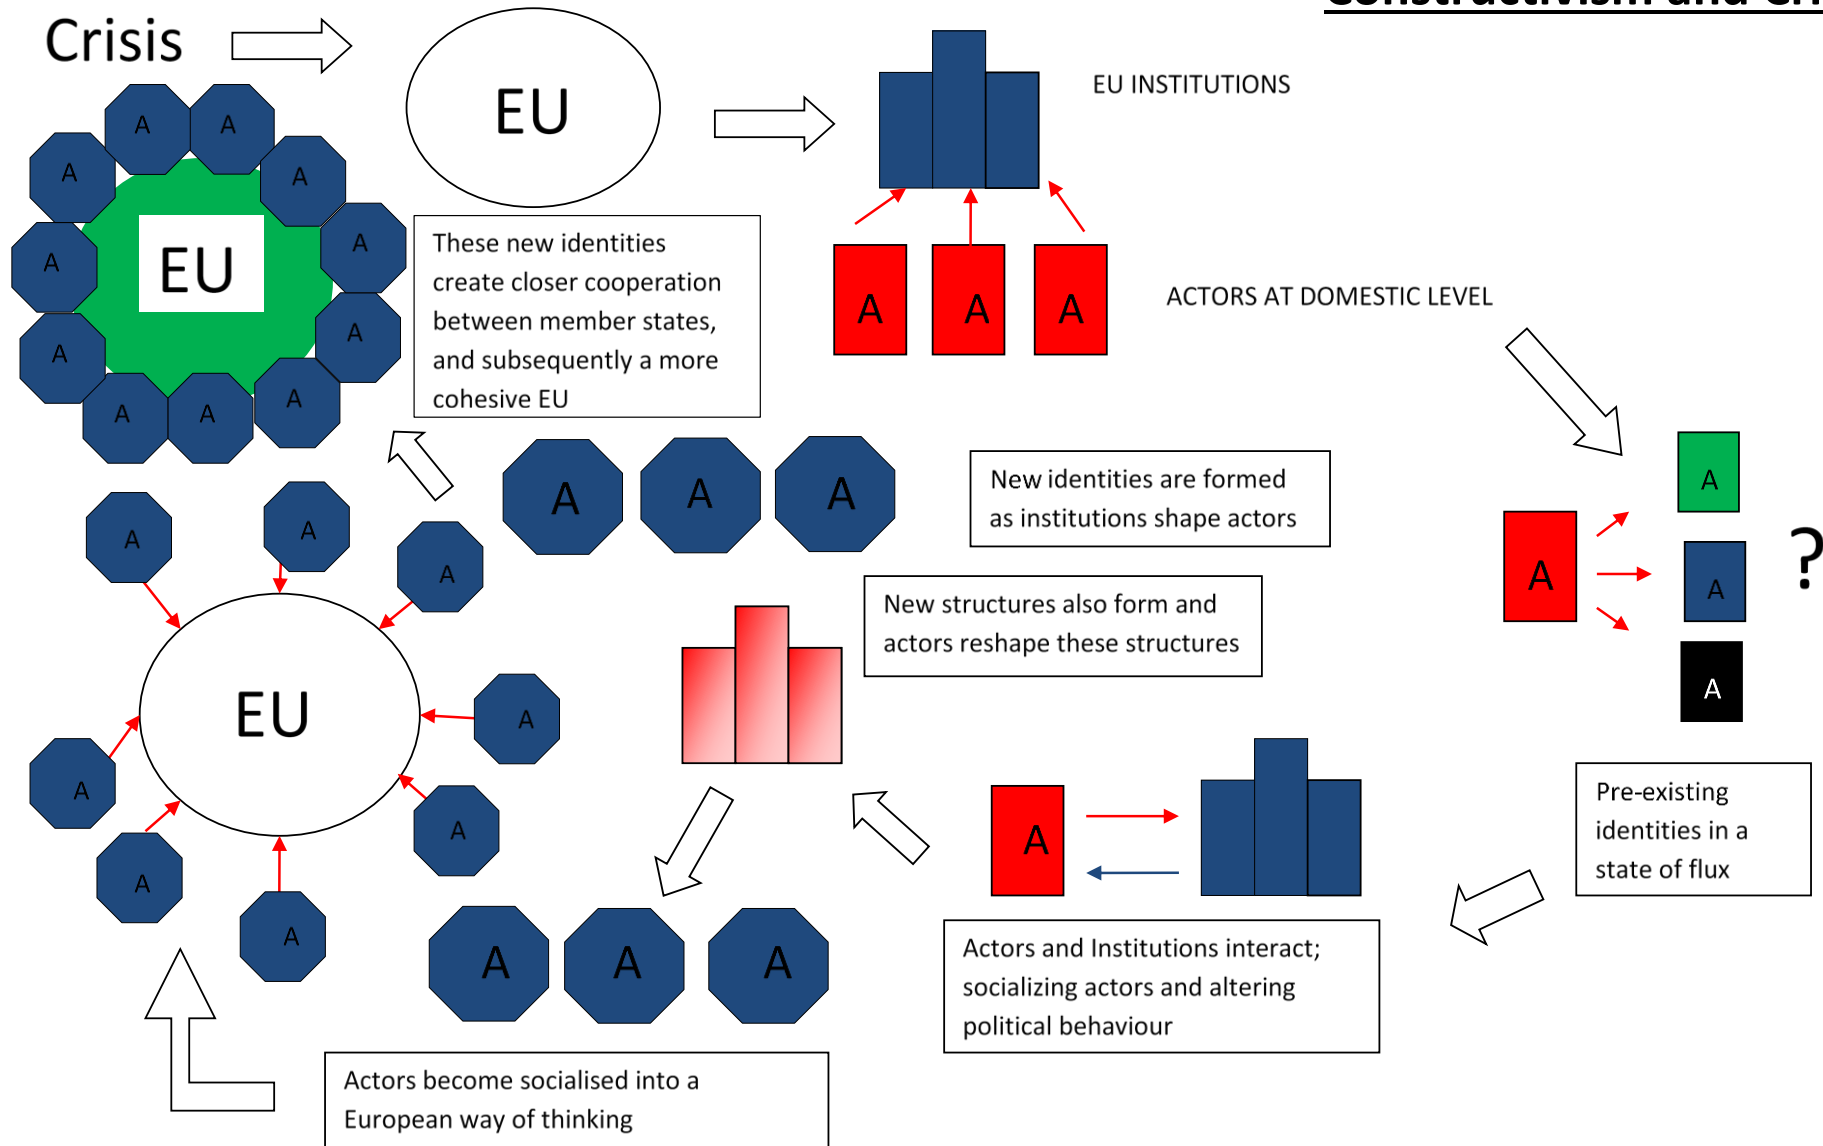 Constructivism and Cri
Crisis
EU
EU INSTITUTIONS
A
A
A
A
A
A
A
A
A
A
A
A
EU
These new identities
create closer cooperation
between member states,
and subsequently a more
cohesive EU
A
A
A
ACTORS AT DOMESTIC LEVEL
A
A
A
New identities are formed
as institutions shape actors
A
A
A
A
?
New structures also form and
actors reshape these structures
Pre-existing
identities in a
state of flux
A
Actors and Institutions interact;
socializing actors and altering
political behaviour
A
A
A
A
A
A
A
A
A
EU
A
A
A
Actors become socialised into a
European way of thinking